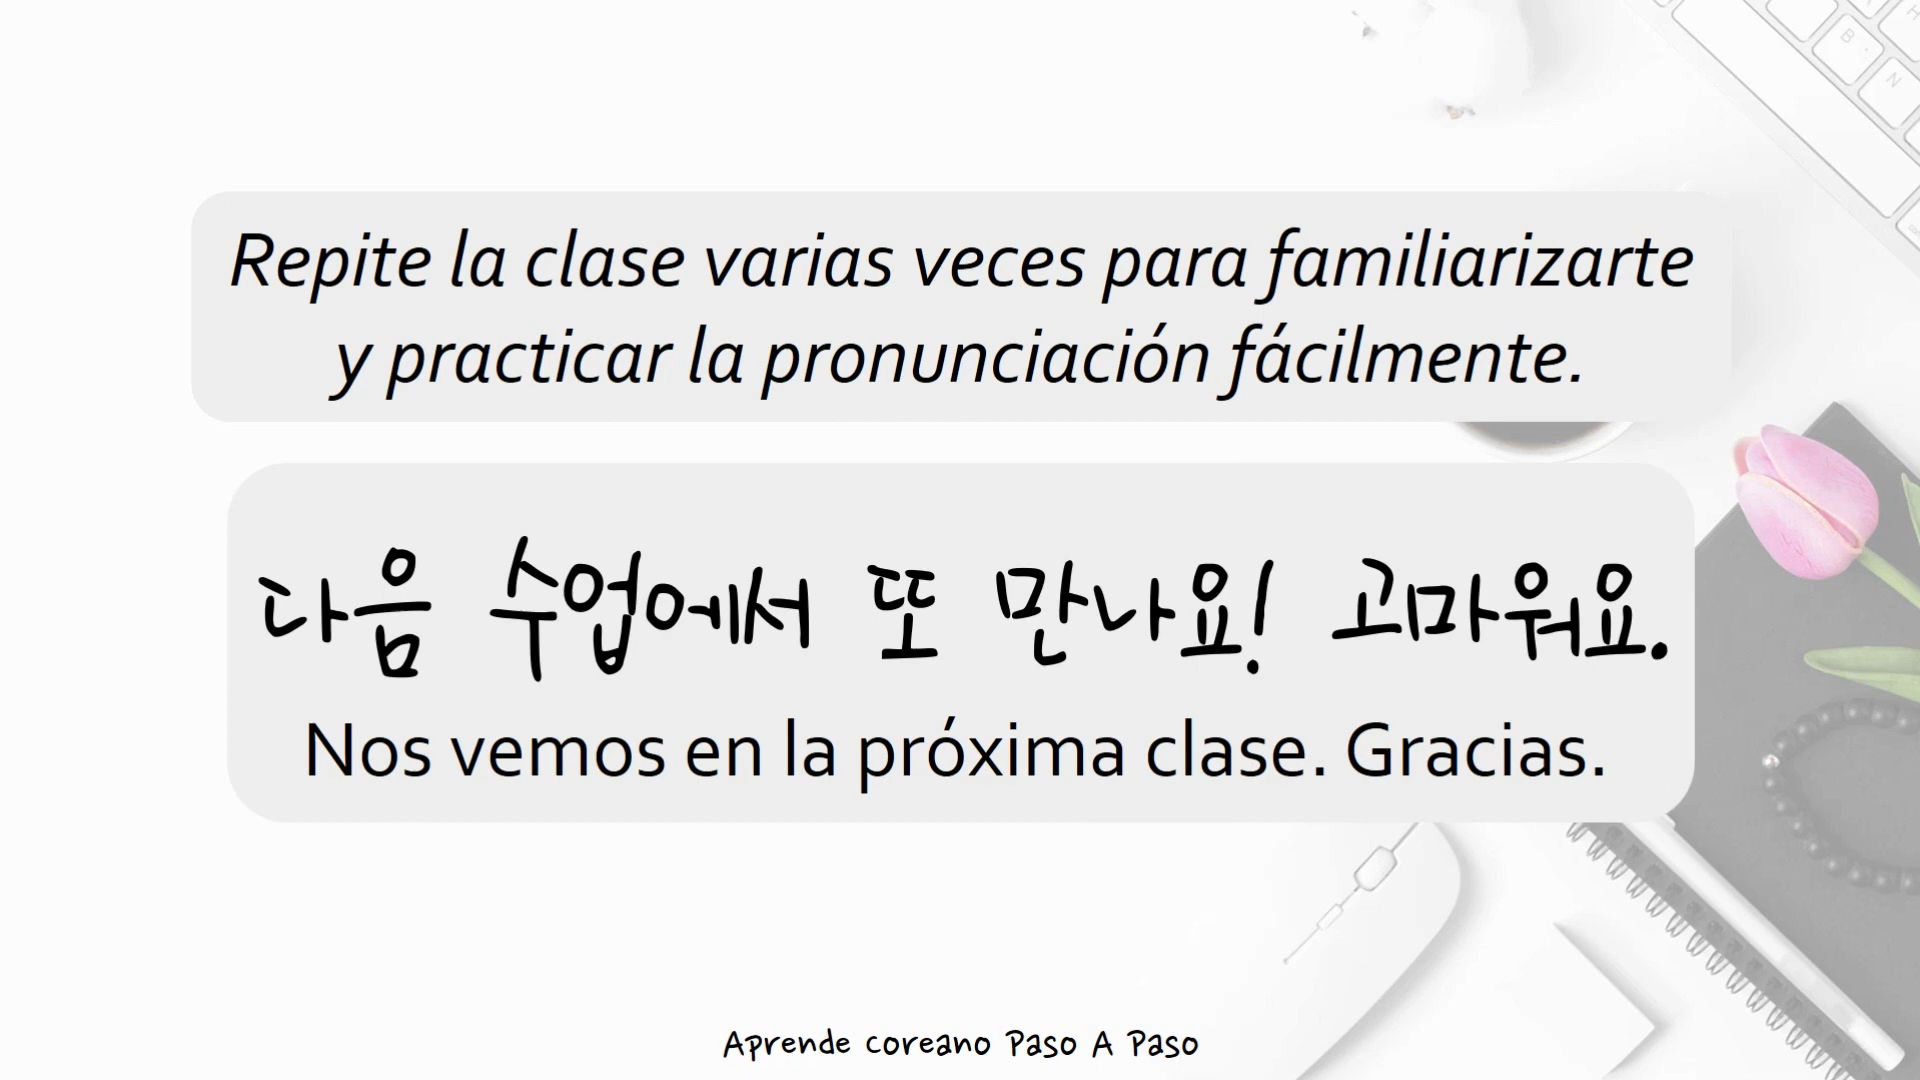 Repite la clase varias veces para familiarizarte
y practicar la pronunciación fácilmente.
다음 수업에서 또 만나요! 고마워요.
Nos vemos en la próxima clase. Gracias.
Aprende coreano Paso A Paso